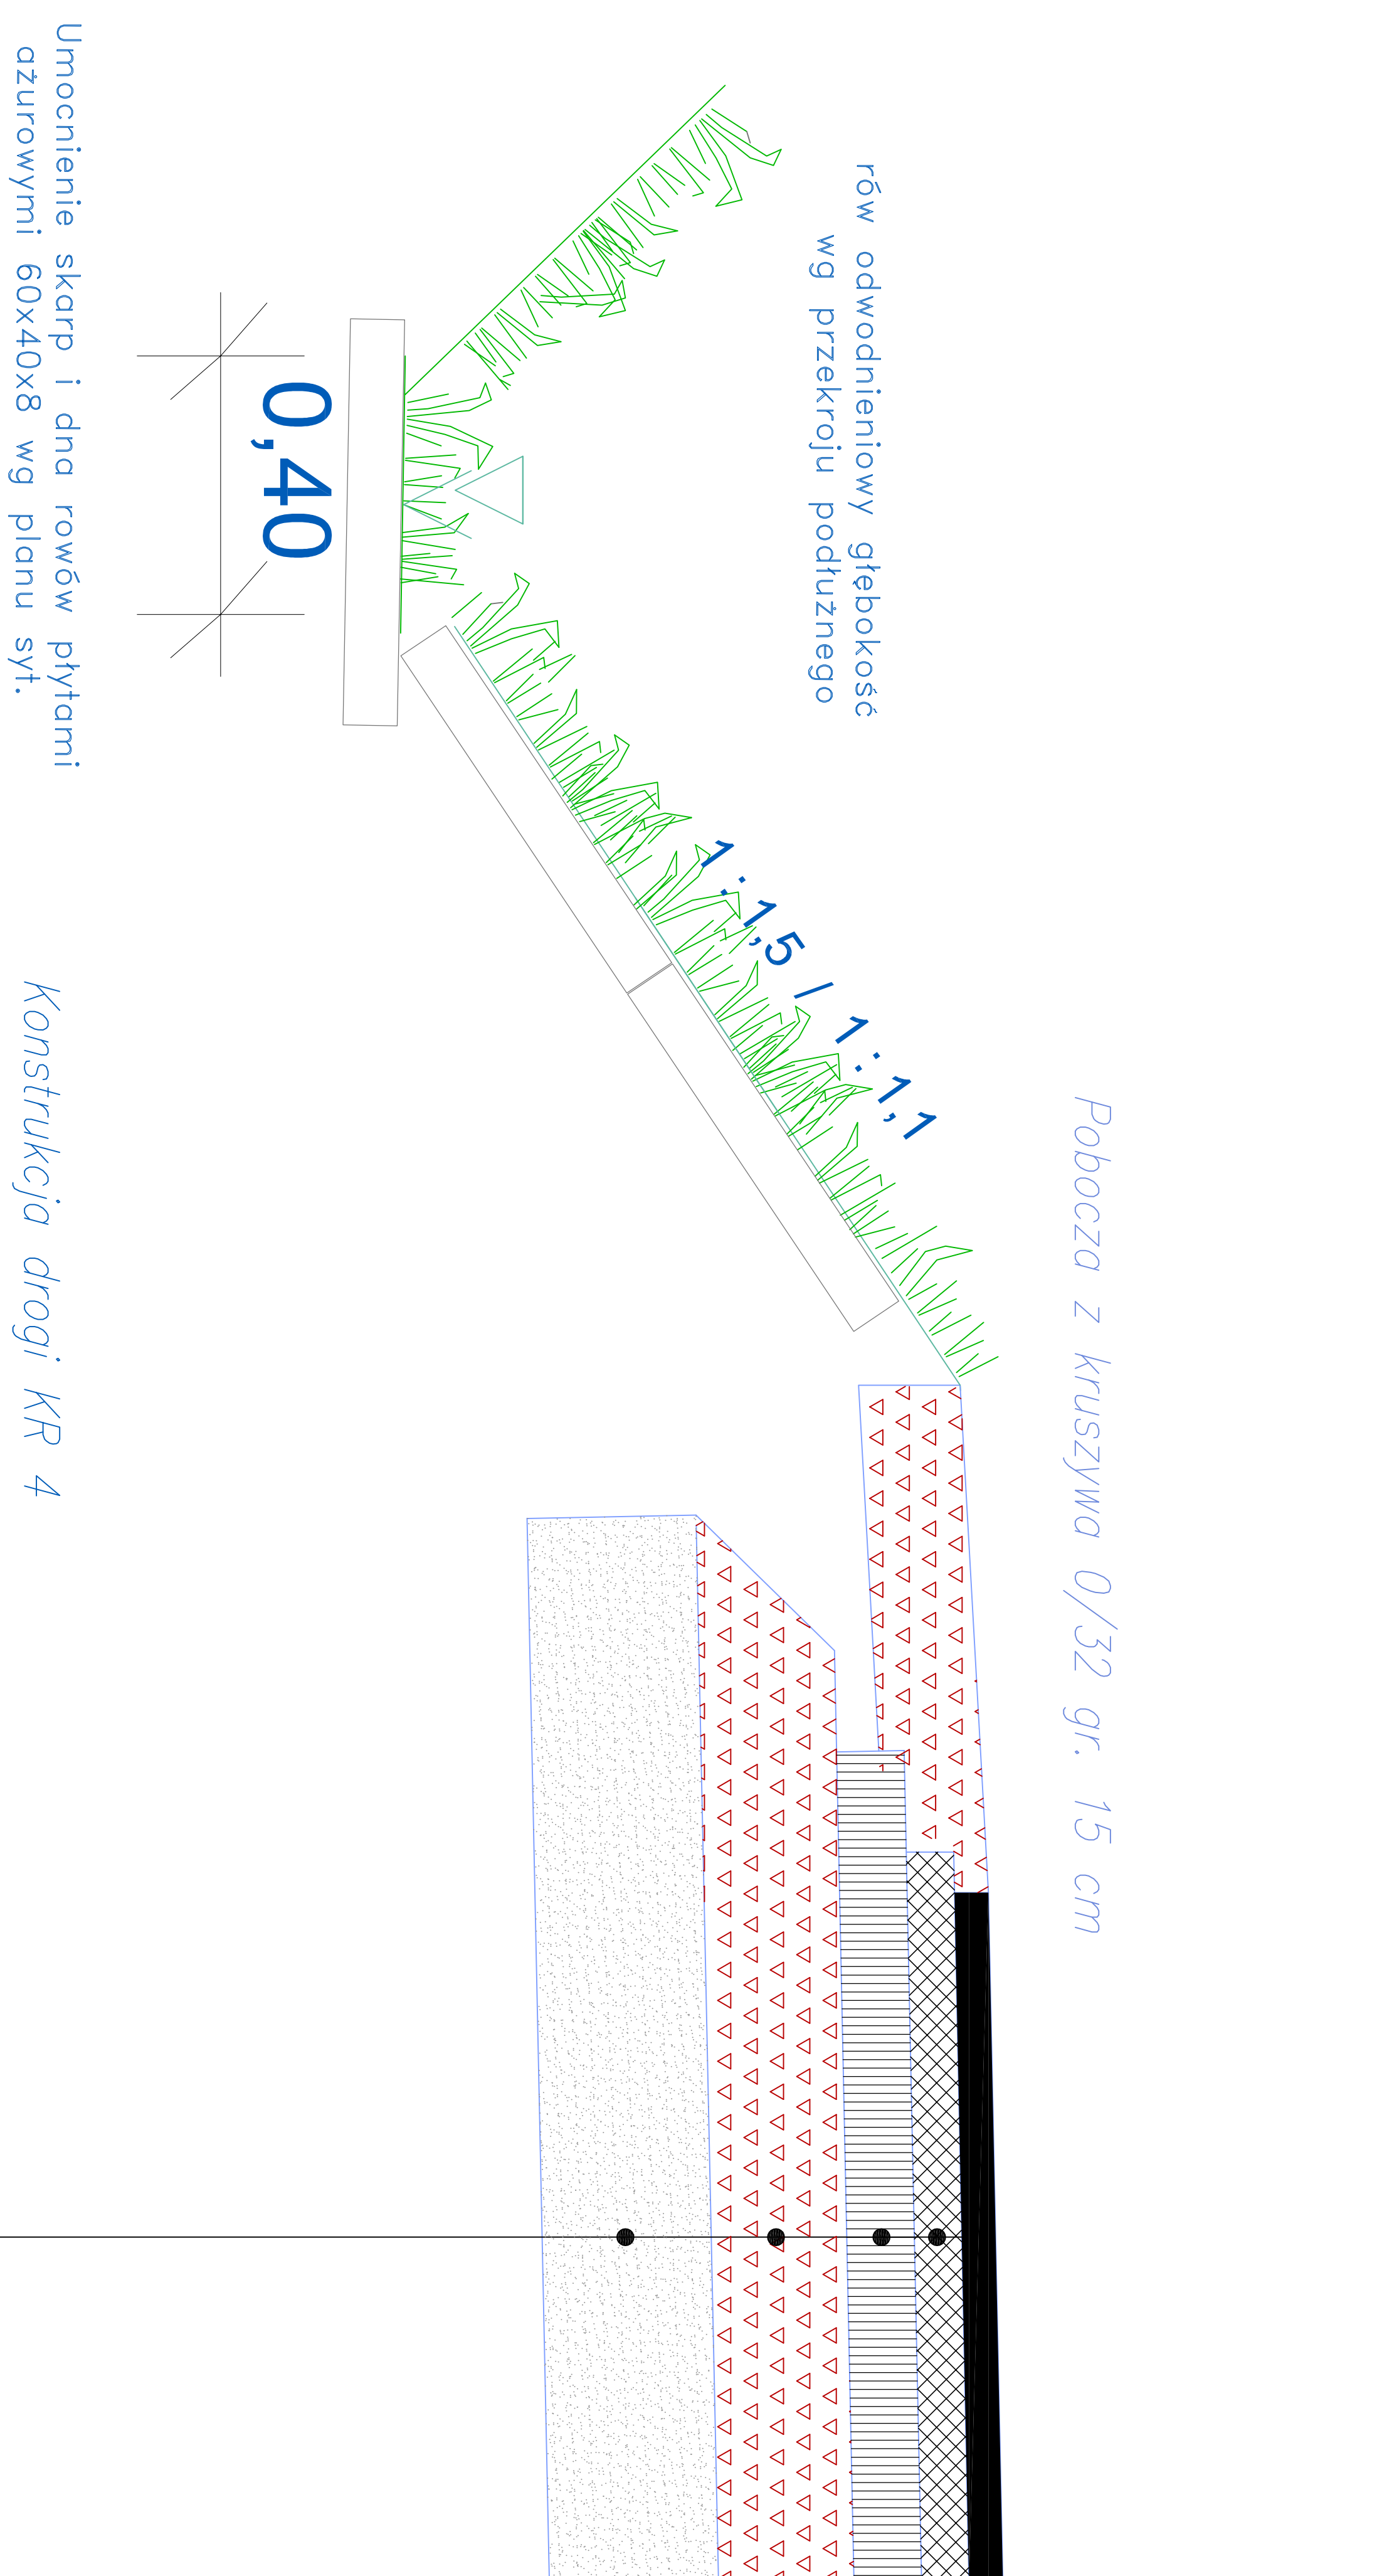 Pobocza z kruszywa 0/32 gr. 15 cm
rów odwodnieniowy głębokość
wg przekroju podłużnego
1:1,5 / 1:1,1
0,40
Umocnienie skarp i dna rowów płytami
ażurowymi 60x40x8 wg planu syt.
Konstrukcja drogi KR 4